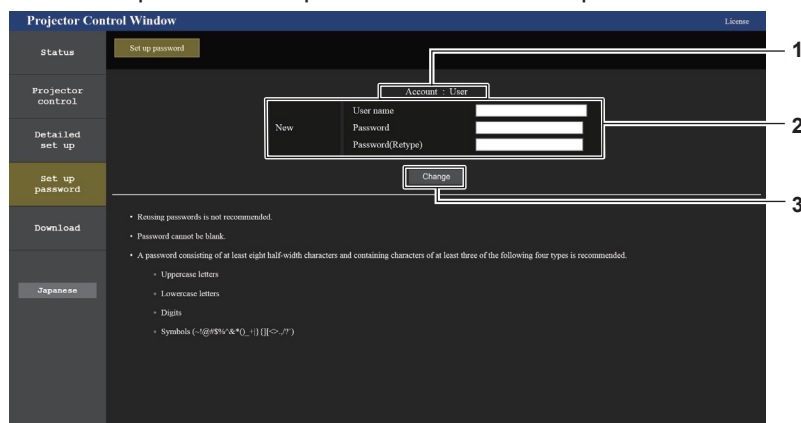 Projector Control Window
License
Status
Set up password
1
Projector
control
Account : User
User name
New
Password
2
Password(Retype)
Detailed
set up
Set up
password
Change
3
Download
• Reusing passwords is not recommended.
• Password cannot be blank.
• A password consisting of at least eight half-width characters and containing characters of at least three of the following four types is recommended.
Uppercase letters
Lowercase letters
Digits
Symbols (~!@#$%^&*()_+|}{][<>.,/?`)
Japanese